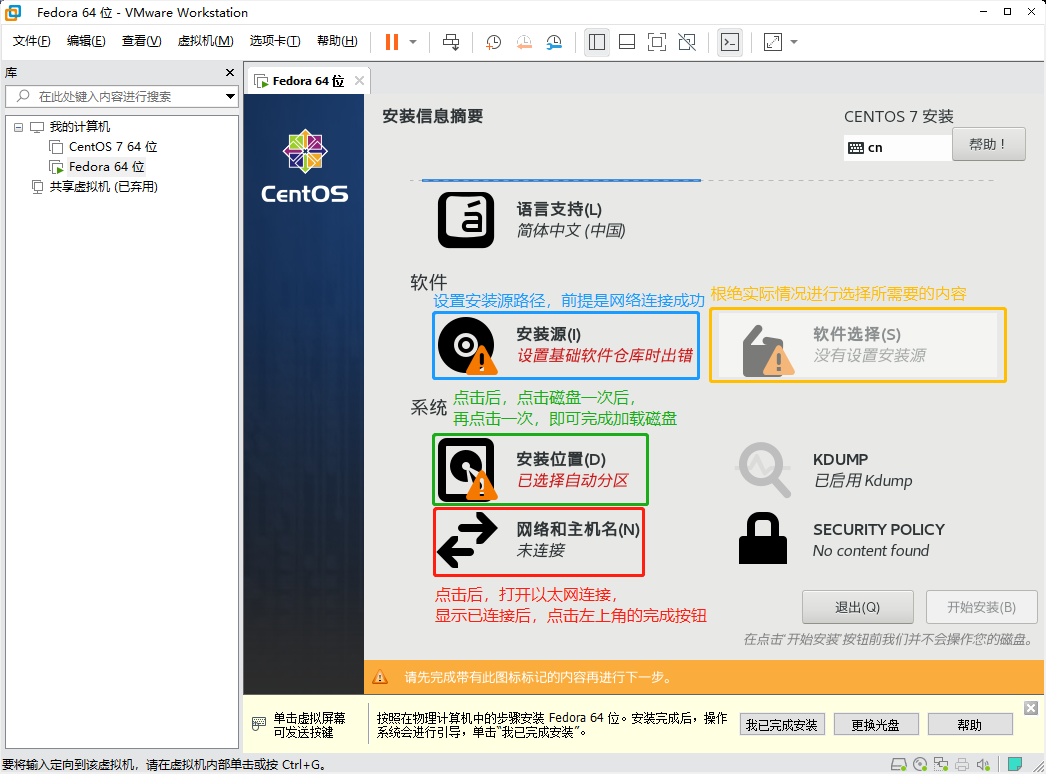 Fedora 64 位 - VMware Workstation
文件(F) 编辑(E) 查看(V) 虚拟机(M) 选项卡(T) 帮助(H)
库
在此处键入内容进行搜索
我的计算机
CentOS 7 64 位
Fedora 64 位
共享虚拟机 (已弃用)
Fedora 64 位
CentOS
安装信息摘要
CENTOS 7 安装
cn
帮助！
语言支持(L)
简体中文 (中国)
软件
设置安装源路径，前提是网络连接成功
根绝实际情况进行选择所需要的内容
安装源(I)
设置基础软件仓库时出错
软件选择(S)
没有设置安装源
系统
点击后，点击磁盘一次后，
再点击一次，即可完成加载磁盘
安装位置(D)
已选择自动分区
KDUMP
已启用 Kdump
网络和主机名(N)
未连接
SECURITY POLICY
No content found
点击后，打开以太网连接，
显示已连接后，点击左上角的完成按钮
退出(Q)
开始安装(B)
在点击'开始安装'按钮前我们并不会操作您的磁盘。
请先完成带有此图标标记的内容再进行下一步。
单击虚拟屏幕
可发送按键
按照在物理计算机中的步骤安装 Fedora 64 位。安装完成后，操作
系统会进行引导，单击“我已完成安装”。
我已完成安装
更换光盘
帮助
要将输入定向到该虚拟机，请在虚拟机内部单击或按 Ctrl+G。